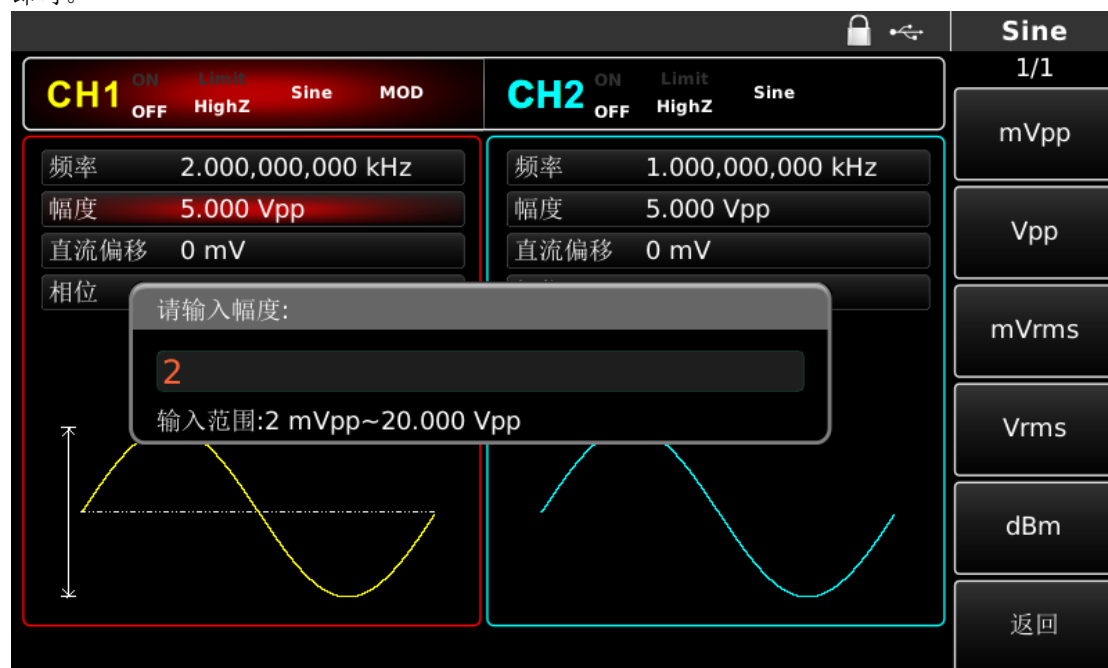 Sine
1/1
CH1 ON OFF Limit HighZ Sine MOD
CH2 ON OFF Limit HighZ Sine
频率 2.000,000,000 kHz
幅度 5.000 Vpp
直流偏移 0 mV
相位
频率 1.000,000,000 kHz
幅度 5.000 Vpp
直流偏移 0 mV
请输入幅度:
2
输入范围:2 mVpp~20.000 Vpp
mVpp
Vpp
mVrms
Vrms
dBm
返回